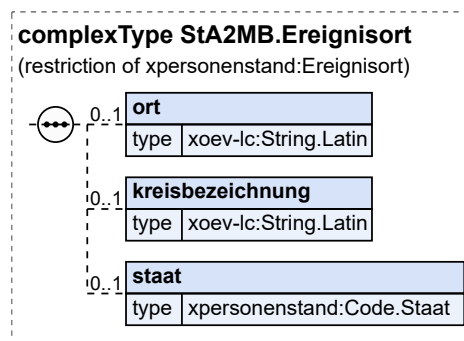 complexType StA2MB.Ereignisort
(restriction of xpersonenstand:Ereignisort)
0..1 ort
type xoev-lc:String.Latin
0..1 kreisbezeichnung
type xoev-lc:String.Latin
0..1 staat
type xpersonenstand:Code.Staat